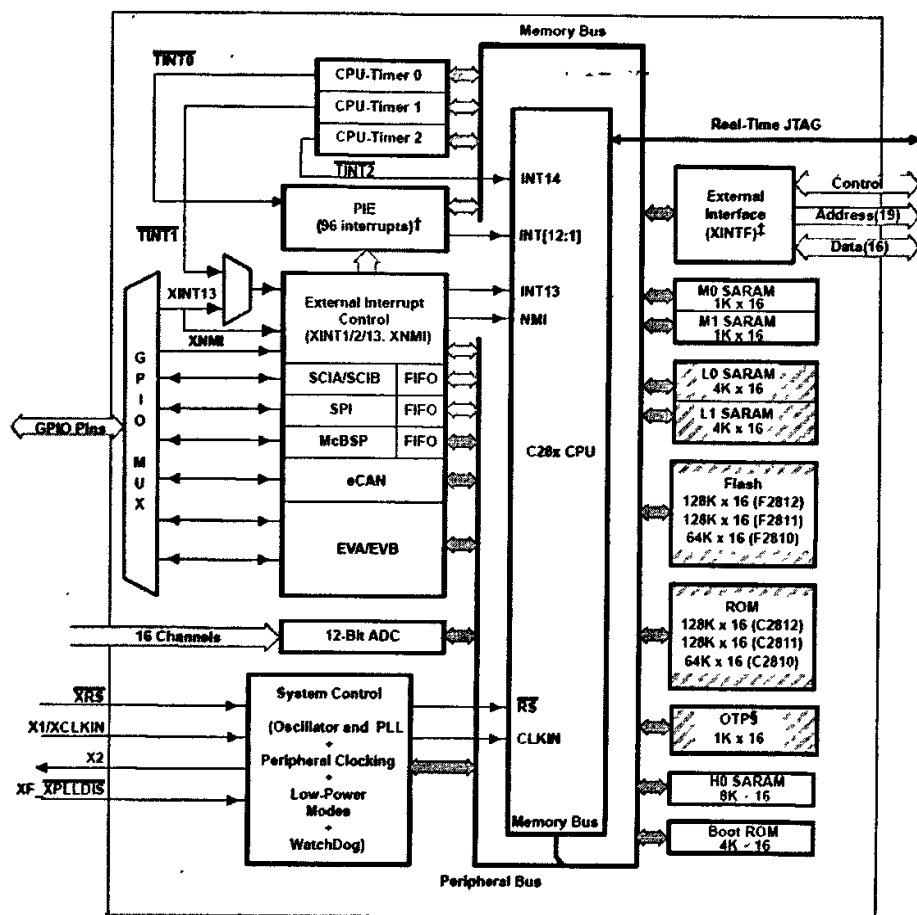 Memory Bus
TINT0
CPU-Timer 0
CPU-Timer 1
CPU-Timer 2
Real-Time JTAG
TINT2
INT14
PIE
(96 interrupts)†
INT[12:1]
External
Interface
(XINTF)‡
Control
Address(19)
Data(16)
TINT1
XINT13
External Interrupt
Control
(XINT1/2/13, XNMI)
INT13
NMI
XNMI
M0 SARAM
1K x 16
M1 SARAM
1K x 16
GPIO MUX
GPIO Pins
SCIA/SCIB
FIFO
SPI
FIFO
McBSP
FIFO
eCAN
EVA/EVB
C28x CPU
L0 SARAM
4K x 16
L1 SARAM
4K x 16
Flash
128K x 16 (F2812)
128K x 16 (F2811)
64K x 16 (F2810)
16 Channels
12-Bit ADC
ROM
128K x 16 (C2812)
128K x 16 (C2811)
64K x 16 (C2810)
XRS
X1/XCLKIN
X2
XF_XPLLDIS
System Control
(Oscillator and PLL
+
Peripheral Clocking
+
Low-Power
Modes
+
WatchDog)
RS
CLKIN
OTP§
1K x 16
H0 SARAM
8K - 16
Boot ROM
4K - 16
Memory Bus
Peripheral Bus